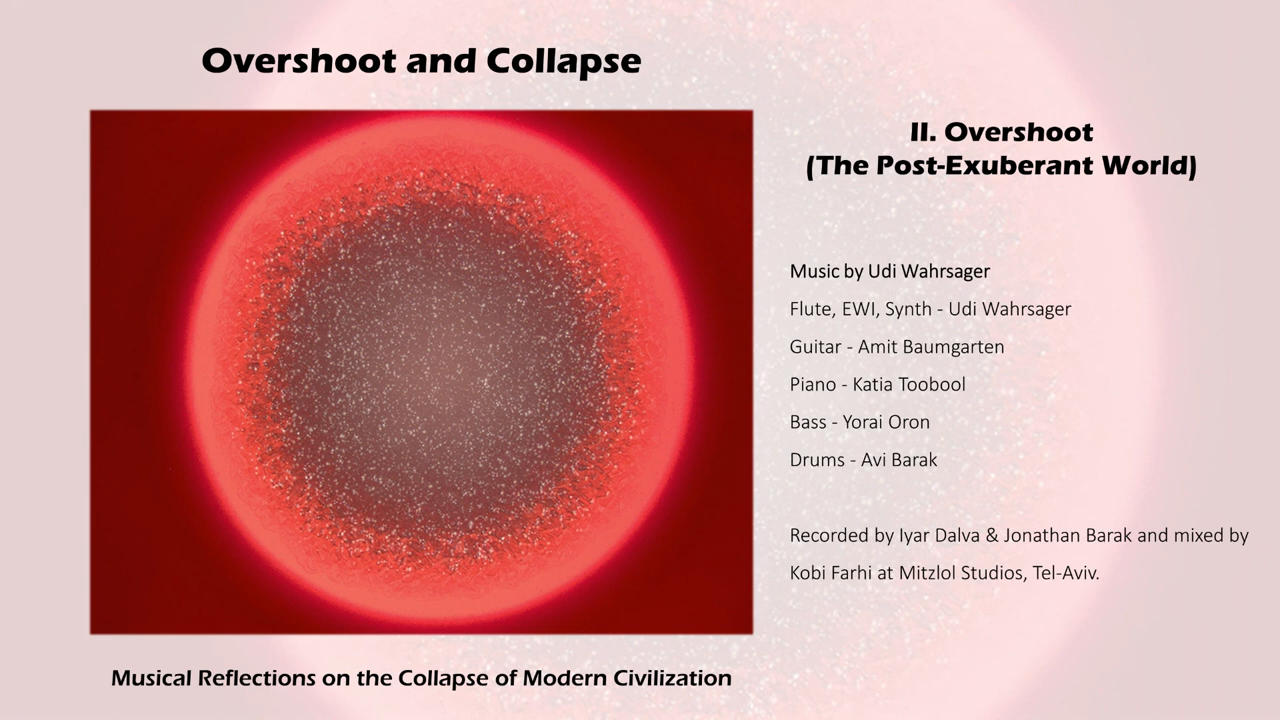 Overshoot and Collapse
II. Overshoot
(The Post-Exuberant World)
Music by Udi Wahrsager
Flute, EWI, Synth - Udi Wahrsager
Guitar - Amit Baumgarten
Piano - Katia Toobool
Bass - Yorai Oron
Drums - Avi Barak
Recorded by Iyar Dalva & Jonathan Barak and mixed by
Kobi Farhi at Mitzlol Studios, Tel-Aviv.
Musical Reflections on the Collapse of Modern Civilization